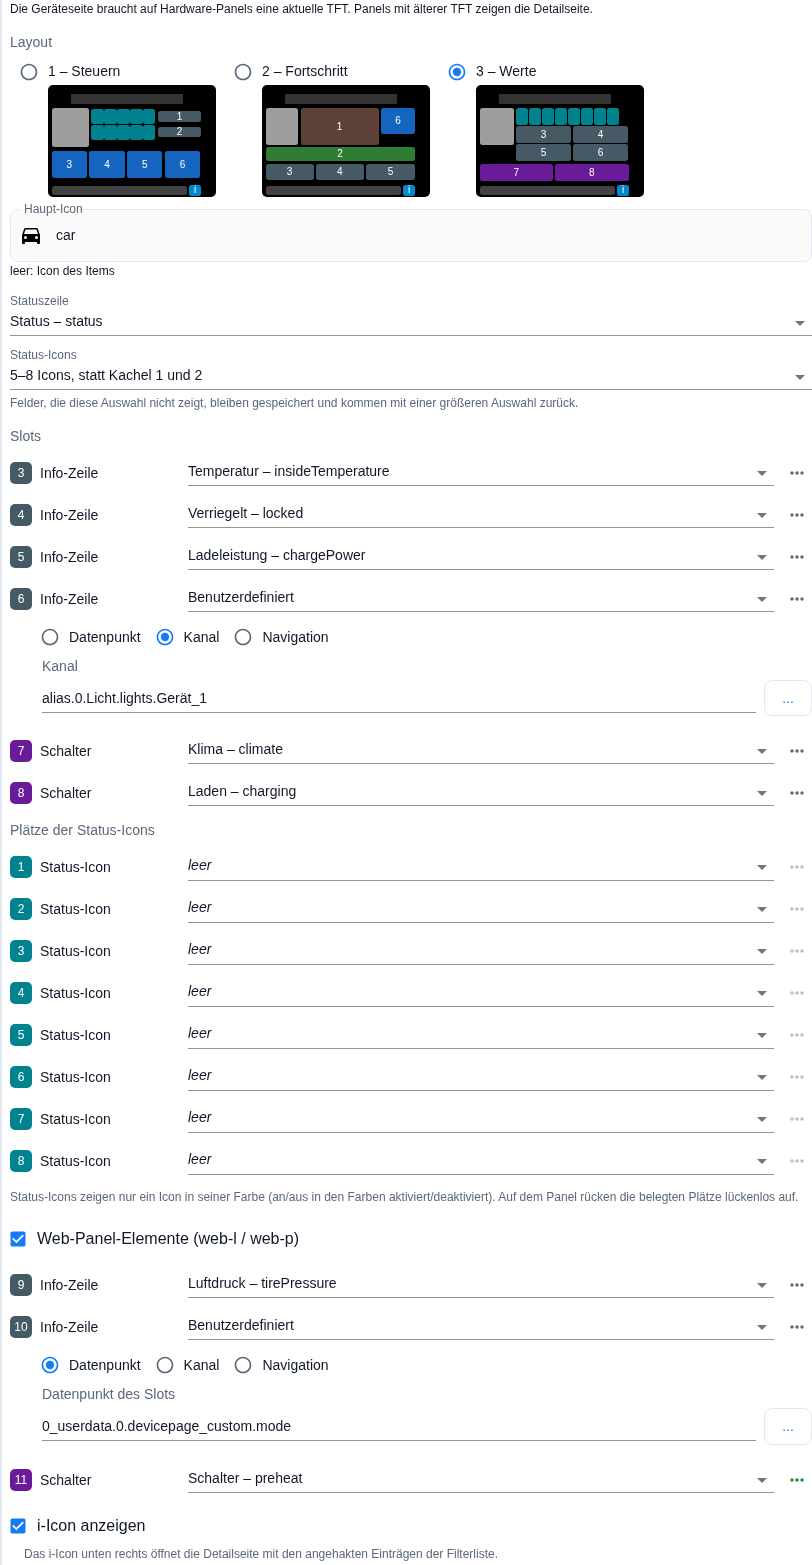 Die Geräteseite braucht auf Hardware-Panels eine aktuelle TFT. Panels mit älterer TFT zeigen die Detailseite.
Layout
1 – Steuern
2 – Fortschritt
3 – Werte
1
2
3 4 5 6
i
1
6
2
3 4 5
i
3 4
5 6
7 8
i
Haupt-Icon
car
leer: Icon des Items
Statuszeile
Status – status
Status-Icons
5–8 Icons, statt Kachel 1 und 2
Felder, die diese Auswahl nicht zeigt, bleiben gespeichert und kommen mit einer größeren Auswahl zurück.
Slots
3 Info-Zeile Temperatur – insideTemperature
4 Info-Zeile Verriegelt – locked
5 Info-Zeile Ladeleistung – chargePower
6 Info-Zeile Benutzerdefiniert
Datenpunkt Kanal Navigation
Kanal
alias.0.Licht.lights.Gerät_1 ...
7 Schalter Klima – climate
8 Schalter Laden – charging
Plätze der Status-Icons
1 Status-Icon leer
2 Status-Icon leer
3 Status-Icon leer
4 Status-Icon leer
5 Status-Icon leer
6 Status-Icon leer
7 Status-Icon leer
8 Status-Icon leer
Status-Icons zeigen nur ein Icon in seiner Farbe (an/aus in den Farben aktiviert/deaktiviert). Auf dem Panel rücken die belegten Plätze lückenlos auf.
Web-Panel-Elemente (web-l / web-p)
9 Info-Zeile Luftdruck – tirePressure
10 Info-Zeile Benutzerdefiniert
Datenpunkt Kanal Navigation
Datenpunkt des Slots
0_userdata.0.devicepage_custom.mode ...
11 Schalter Schalter – preheat
i-Icon anzeigen
Das i-Icon unten rechts öffnet die Detailseite mit den angehakten Einträgen der Filterliste.